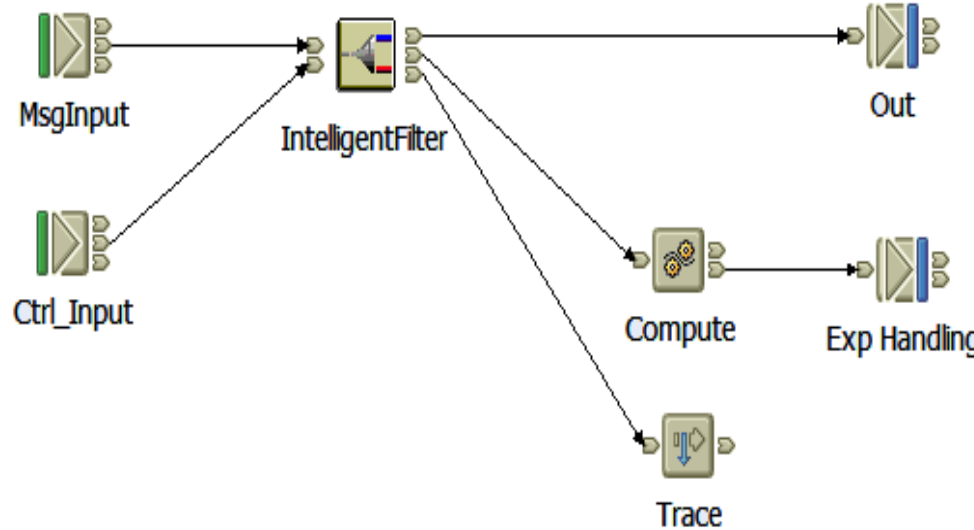 MsgInput
IntelligentFilter
Out
Ctrl_Input
Compute
Exp Handling
Trace